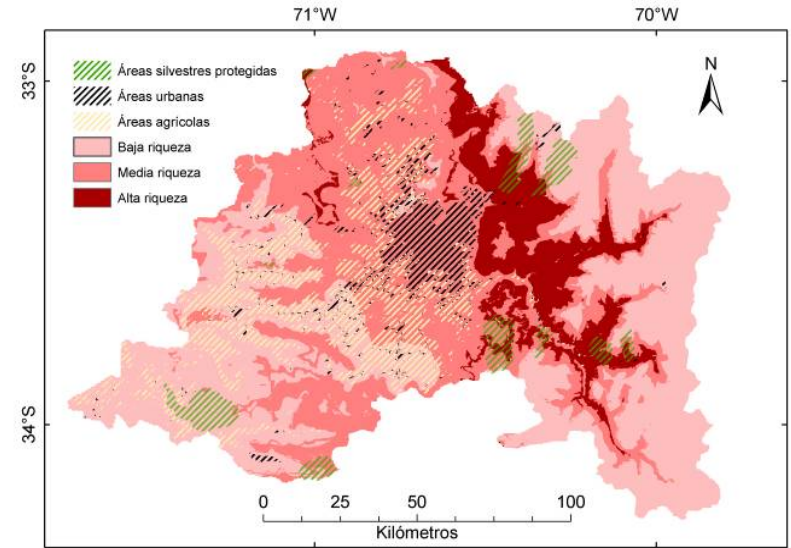 71°W
70°W
33°S
34°S
N
Áreas silvestres protegidas
Áreas urbanas
Áreas agrícolas
Baja riqueza
Media riqueza
Alta riqueza
0 25 50 100
Kilómetros